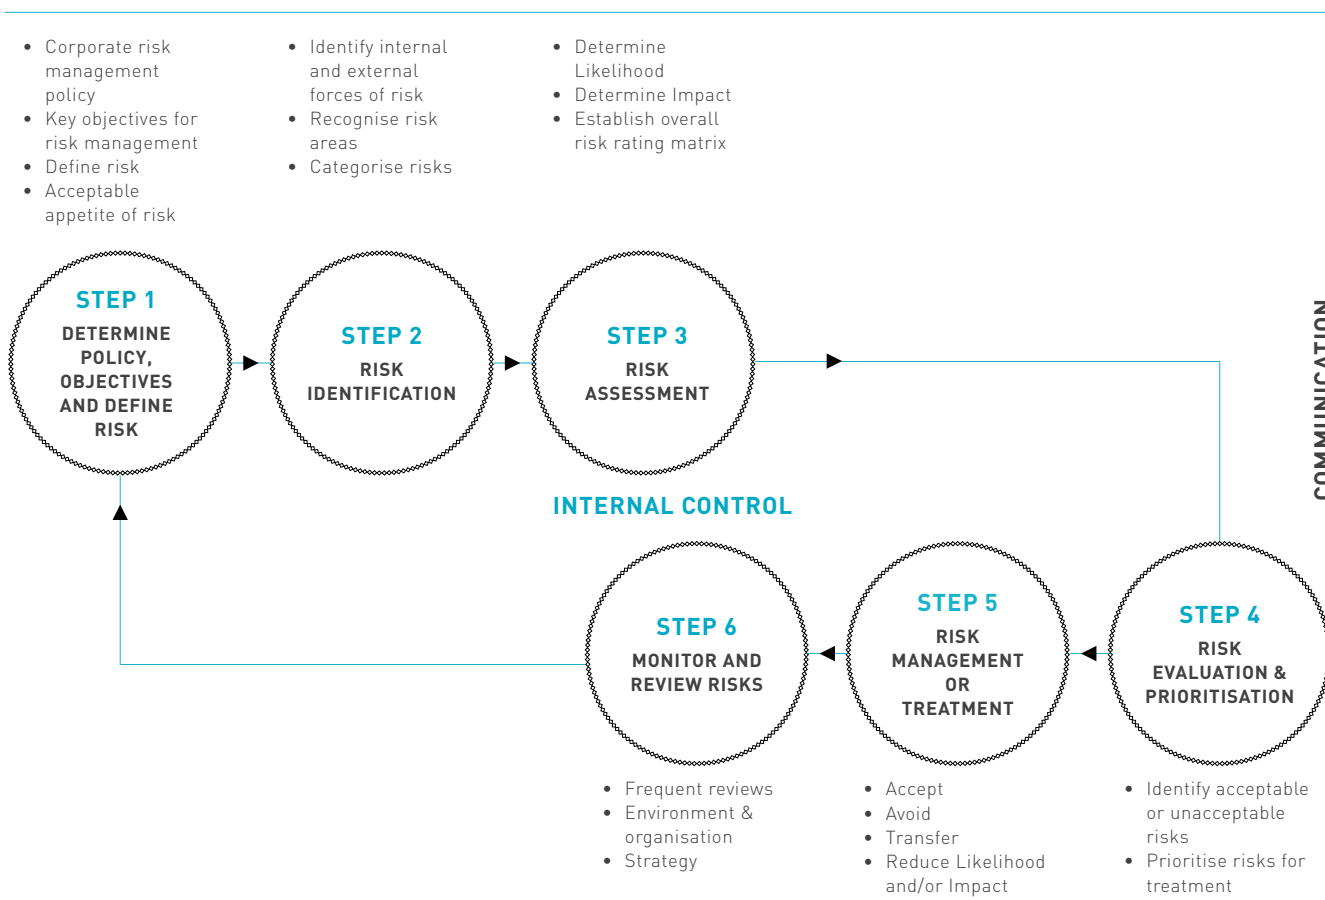 • Corporate risk
management
policy
• Key objectives for
risk management
• Define risk
• Acceptable
appetite of risk
• Identify internal
and external
forces of risk
• Recognise risk
areas
• Categorise risks
• Determine
Likelihood
• Determine Impact
• Establish overall
risk rating matrix
STEP 1
DETERMINE
POLICY,
OBJECTIVES
AND DEFINE
RISK
STEP 2
RISK
IDENTIFICATION
STEP 3
RISK
ASSESSMENT
COMMUNICATION
INTERNAL CONTROL
STEP 6
MONITOR AND
REVIEW RISKS
STEP 5
RISK
MANAGEMENT
OR
TREATMENT
STEP 4
RISK
EVALUATION &
PRIORITISATION
• Frequent reviews
• Environment &
organisation
• Strategy
• Accept
• Avoid
• Transfer
• Reduce Likelihood
and/or Impact
• Identify acceptable
or unacceptable
risks
• Prioritise risks for
treatment